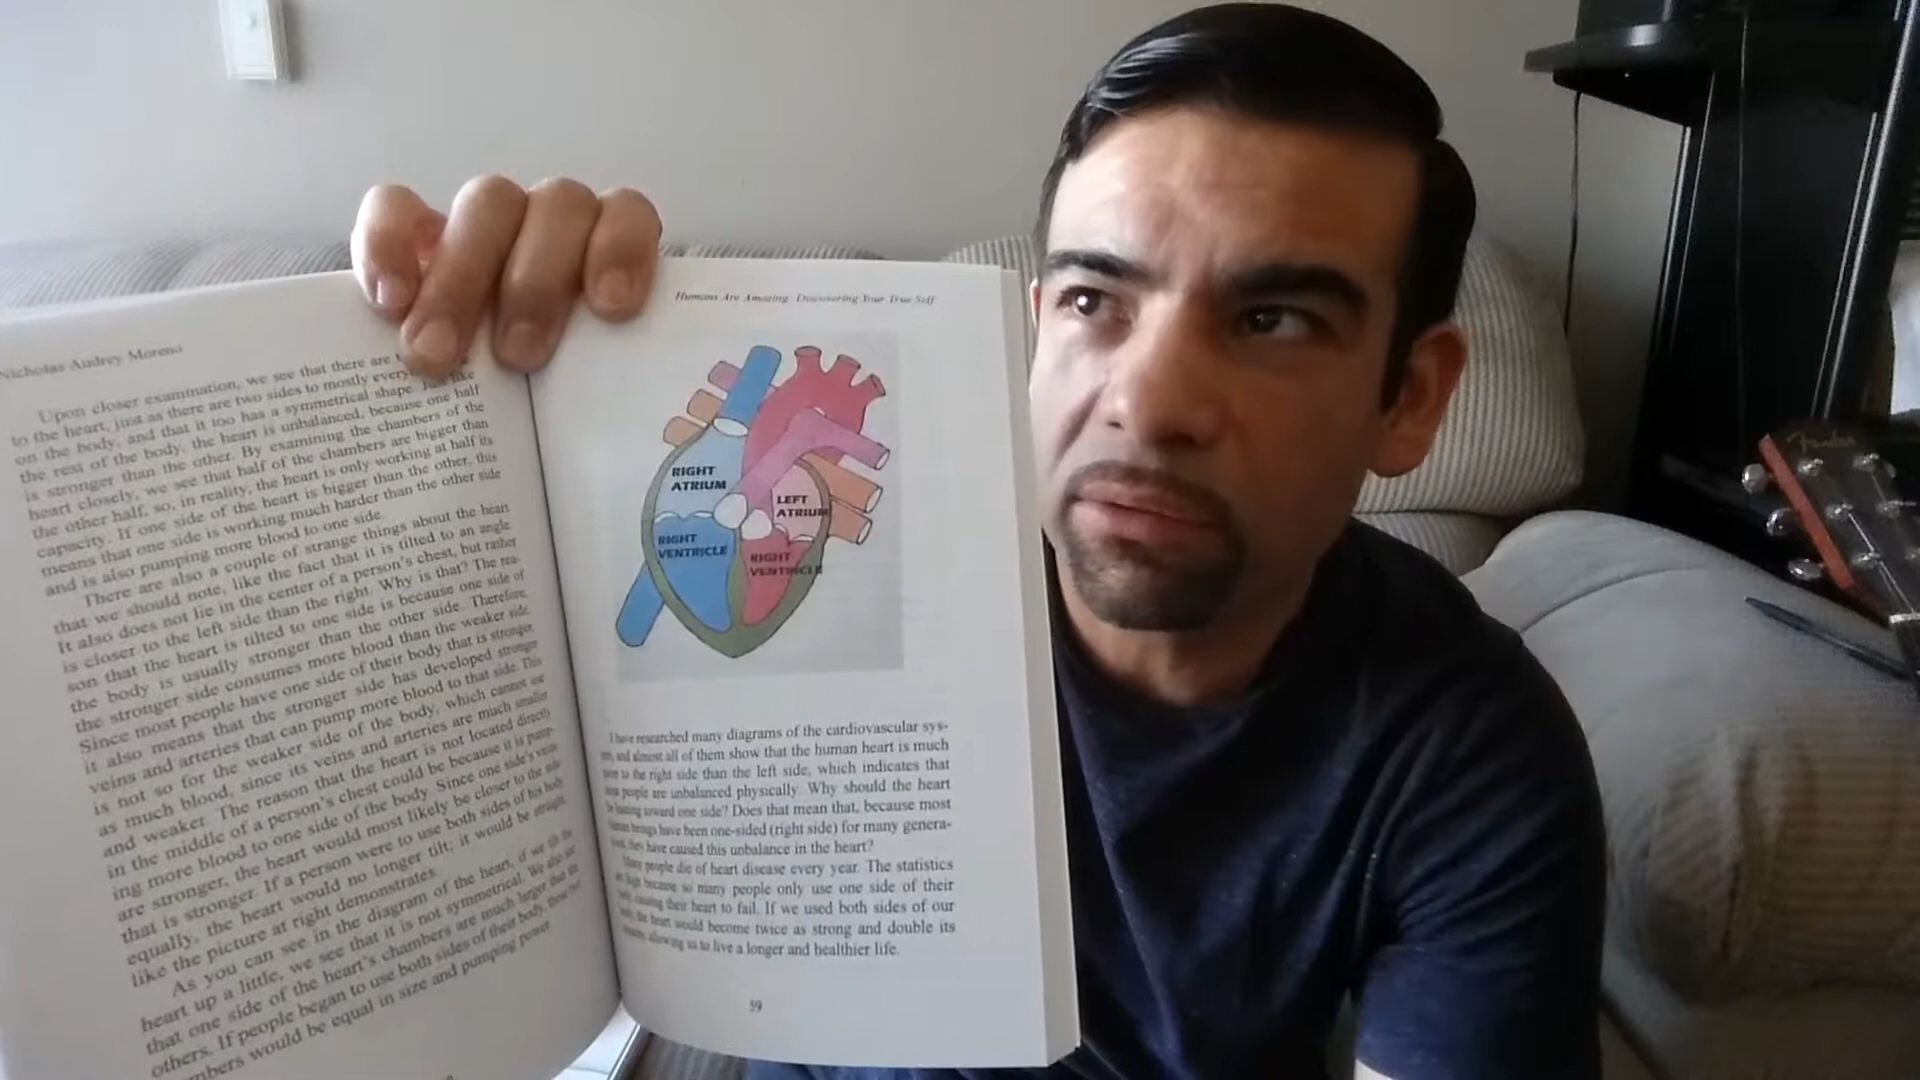 Nicholas Audrey Moreno
Upon closer examination, we see that there are
to the heart, just as there are two sides to mostly
on the body, and that it too has a symmetrical shape. Just like
the rest of the body, the heart is unbalanced, because one half
is stronger than the other. By examining the chambers of the
heart closely, we see that half of the chambers are bigger than
the other half, so, in reality, the heart is only working at half its
capacity. If one side of the heart is bigger than the other, this
means that one side is working much harder than the other side
and is also pumping more blood to one side.
There are also a couple of strange things about the heart
that we should note, like the fact that it is tilted to an angle
It also does not lie in the center of a person's chest, but rather
is closer to the left side than the right. Why is that? The rea-
son that the heart is tilted to one side is because one side of
the body is usually stronger than the other side. Therefore,
the stronger side consumes more blood than the weaker side.
Since most people have one side of their body that is stronger,
it also means that the stronger side has developed stronger
veins and arteries that can pump more blood to that side. This
is not so for the weaker side of the body, which cannot use
as much blood, since its veins and arteries are much smaller
and weaker. The reason that the heart is not located directly
in the middle of a person's chest could be because it is pump-
ing more blood to one side of the body. Since one side's veins
are stronger, the heart would most likely be closer to the side
that is stronger. If a person were to use both sides of his body
equally, the heart would no longer tilt; it would be straight,
like the picture at right demonstrates.
As you can see in the diagram of the heart, if we tilt the
heart up a little, we see that it is not symmetrical. We also see
that one side of the heart's chambers are much larger than the
others. If people began to use both sides of their body, these two
chambers would be equal in size and pumping power
Humans Are Amazing: Discovering Your True Self
RIGHT
ATRIUM
LEFT
ATRIUM
RIGHT
VENTRICLE
RIGHT
VENTRICLE
I have researched many diagrams of the cardiovascular sys-
tem, and almost all of them show that the human heart is much
to the right side than the left side, which indicates that
most people are unbalanced physically. Why should the heart
be leaning toward one side? Does that mean that, because most
human beings have been one-sided (right side) for many genera-
they have caused this unbalance in the heart?
Many people die of heart disease every year. The statistics
are high because so many people only use one side of their
body, causing their heart to fail. If we used both sides of our
body, the heart would become twice as strong and double its
allowing us to live a longer and healthier life.
59
Fender